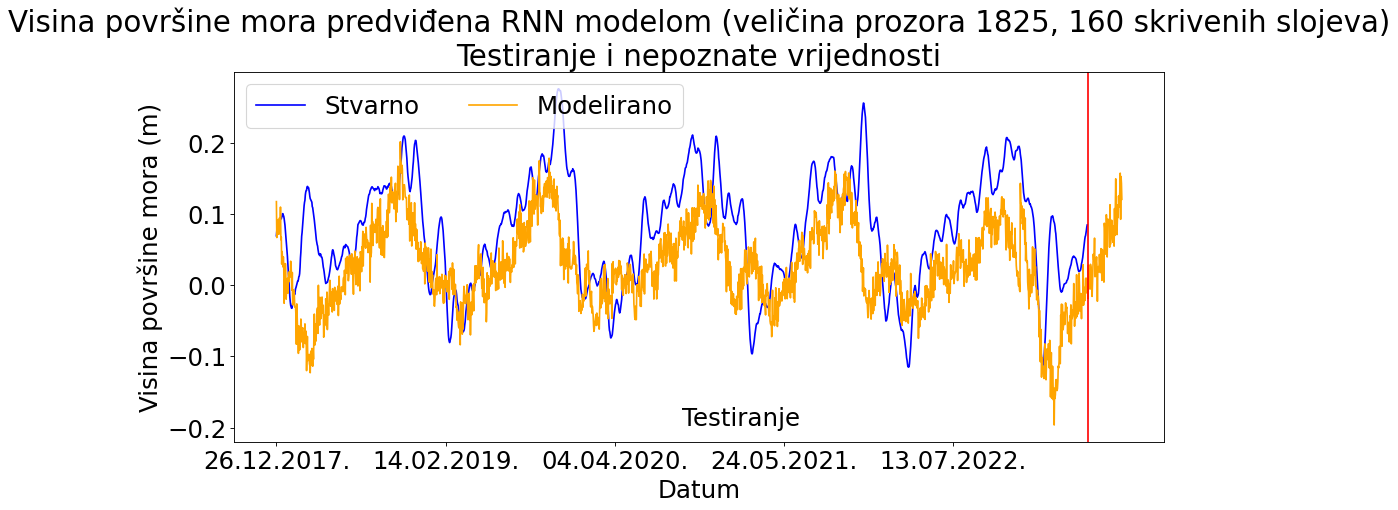 Visina površine mora predviđena RNN modelom (veličina prozora 1825, 160 skrivenih slojeva)
Testiranje i nepoznate vrijednosti
Stvarno Modelirano
Visina površine mora (m)
0.2
0.1
0.0
−0.1
−0.2
Testiranje
26.12.2017. 14.02.2019. 04.04.2020. 24.05.2021. 13.07.2022.
Datum